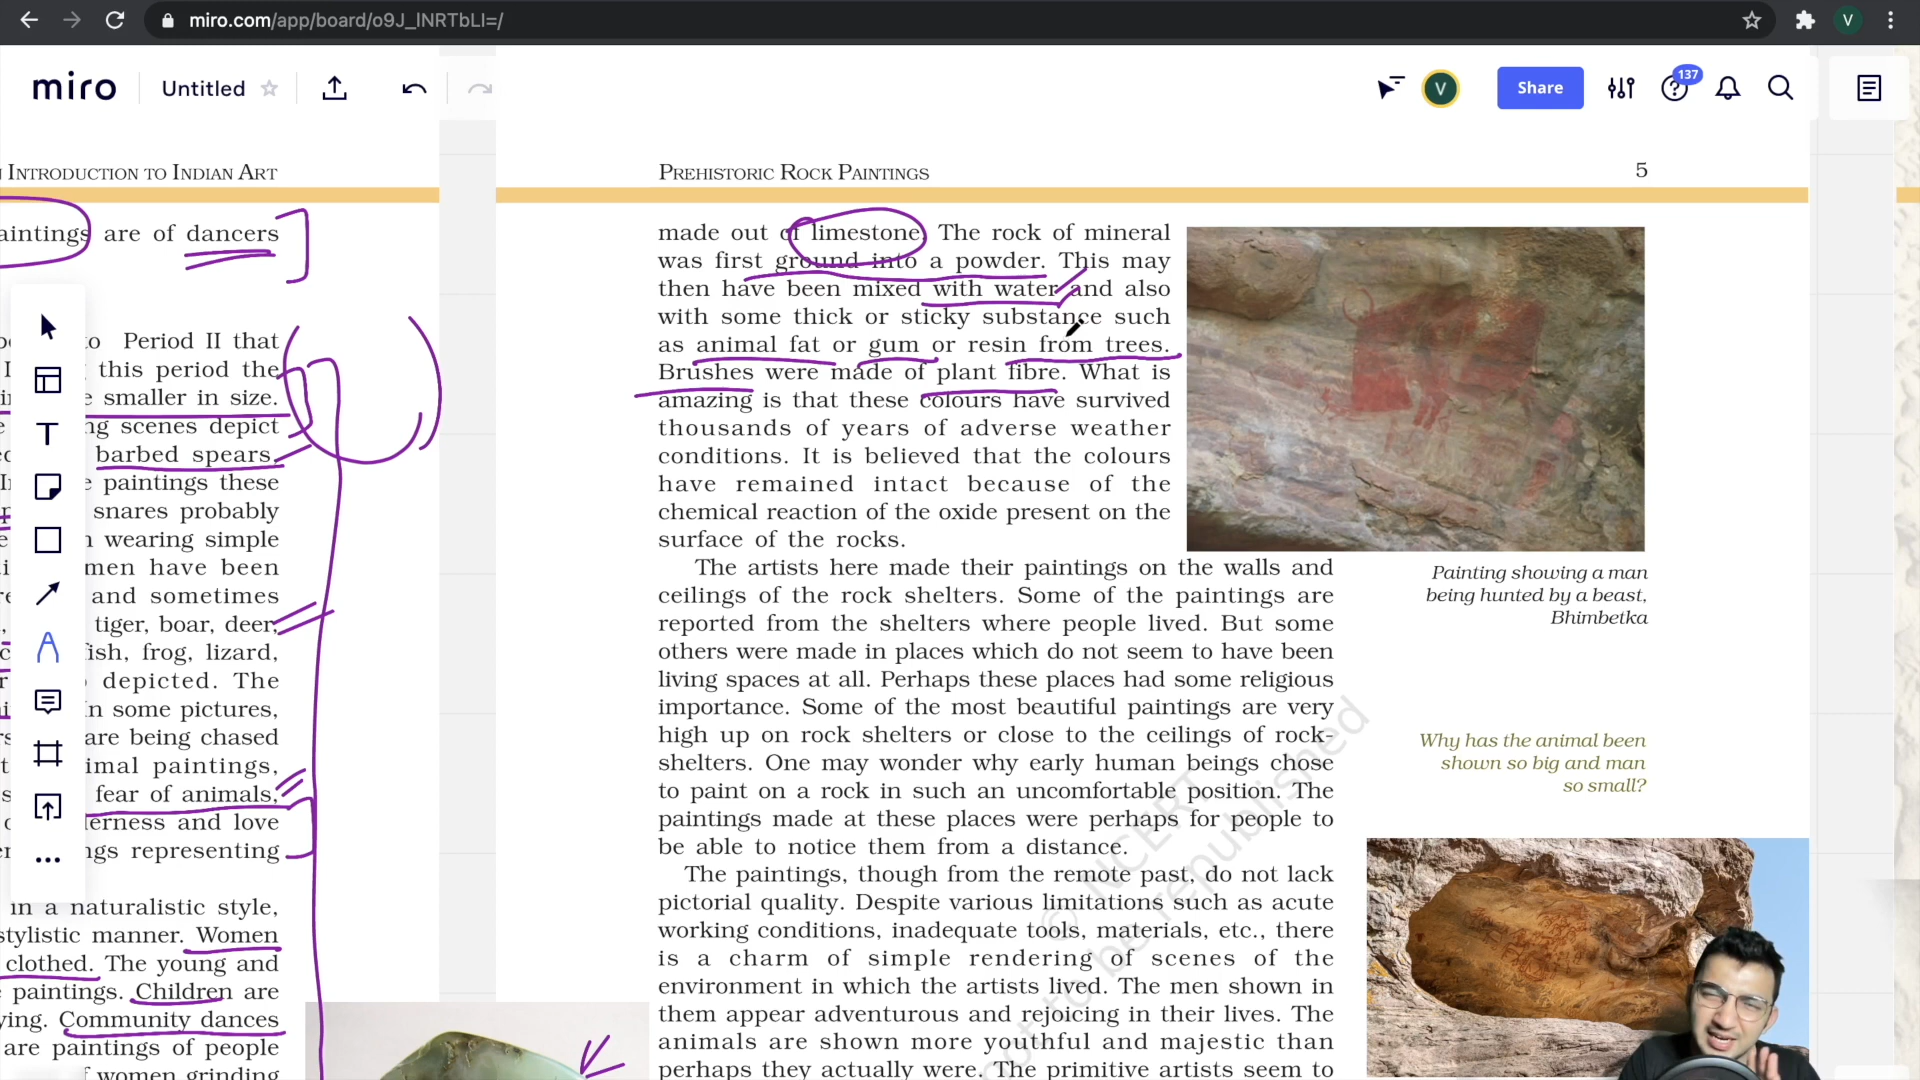 miro.com/app/board/o9J_lNRTbLI=/
V
miro
Untitled
V
Share
137
INTRODUCTION TO INDIAN ART
aintings are of dancers
to Period II that
this period the
smaller in size.
ng scenes depict
barbed spears,
paintings these
snares probably
wearing simple
men have been
and sometimes
tiger, boar, deer,
fish, frog, lizard,
depicted. The
n some pictures,
are being chased
imal paintings,
fear of animals,
erness and love
ngs representing
in a naturalistic style,
stylistic manner. Women
clothed. The young and
paintings. Children are
ying. Community dances
are paintings of people
f women grinding
PREHISTORIC ROCK PAINTINGS
5
made out of limestone. The rock of mineral
was first ground into a powder. This may
then have been mixed with water and also
with some thick or sticky substance such
as animal fat or gum or resin from trees.
Brushes were made of plant fibre. What is
amazing is that these colours have survived
thousands of years of adverse weather
conditions. It is believed that the colours
have remained intact because of the
chemical reaction of the oxide present on the
surface of the rocks.
The artists here made their paintings on the walls and
ceilings of the rock shelters. Some of the paintings are
reported from the shelters where people lived. But some
others were made in places which do not seem to have been
living spaces at all. Perhaps these places had some religious
importance. Some of the most beautiful paintings are very
high up on rock shelters or close to the ceilings of rock-
shelters. One may wonder why early human beings chose
to paint on a rock in such an uncomfortable position. The
paintings made at these places were perhaps for people to
be able to notice them from a distance.
The paintings, though from the remote past, do not lack
pictorial quality. Despite various limitations such as acute
working conditions, inadequate tools, materials, etc., there
is a charm of simple rendering of scenes of the
environment in which the artists lived. The men shown in
them appear adventurous and rejoicing in their lives. The
animals are shown more youthful and majestic than
perhaps they actually were. The primitive artists seem to
Painting showing a man
being hunted by a beast,
Bhimbetka
Why has the animal been
shown so big and man
so small?
© NCERT
not to be republished